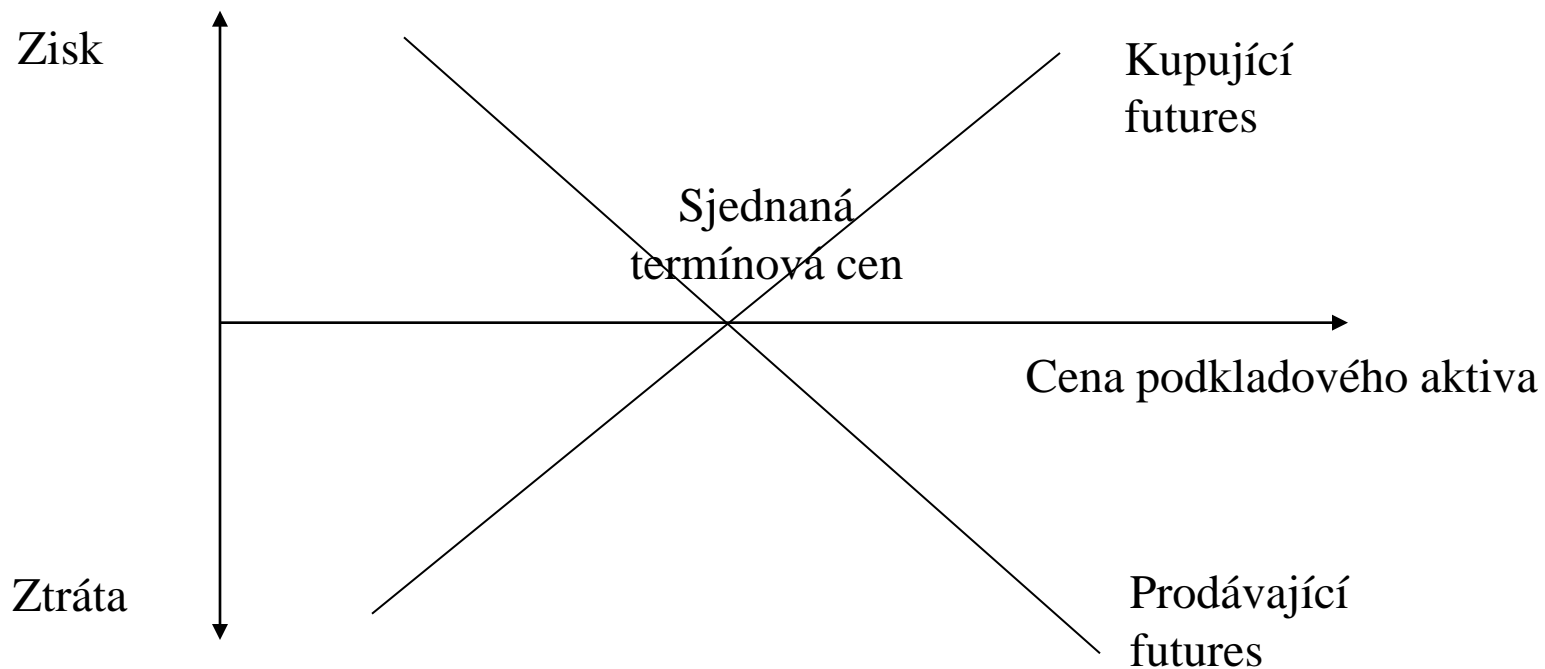 Zisk
Kupující
futures
Sjednaná
termínová cen
Cena podkladového aktiva
Ztráta
Prodávající
futures